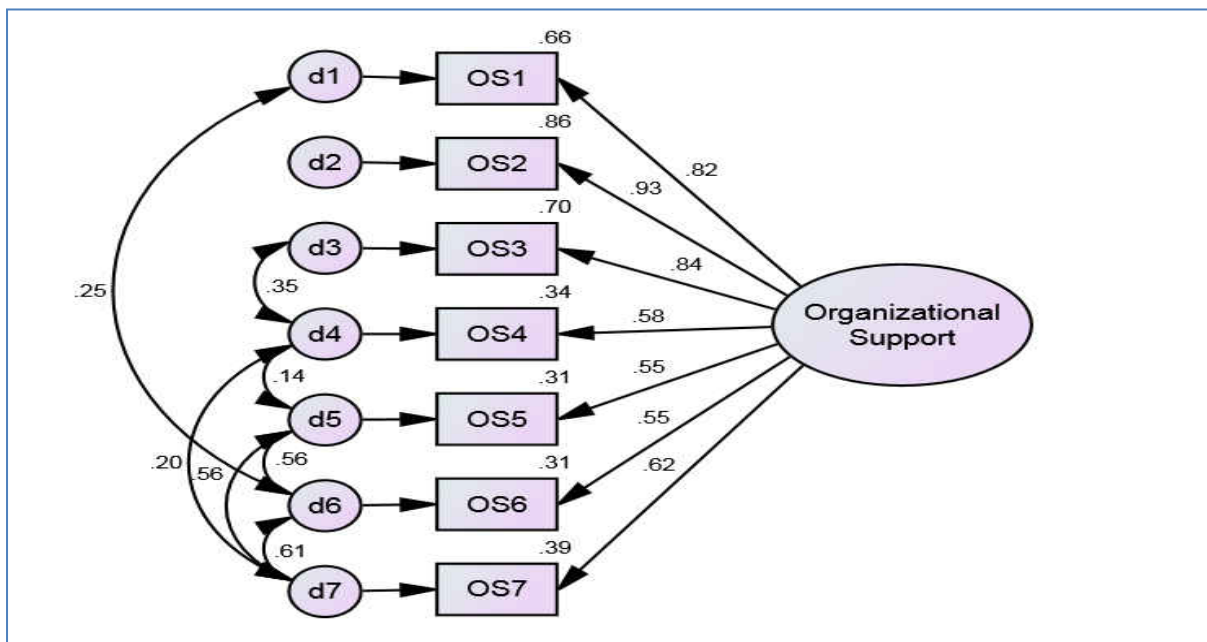 .66
d1 OS1
.86
d2 OS2
.82
.93
.70
d3 OS3
.84
.25
.35
.34
d4 OS4
.58
Organizational
Support
.14
.31
.55
d5 OS5
.55
.20
.56
.56
.31
.62
d6 OS6
.61
.39
d7 OS7